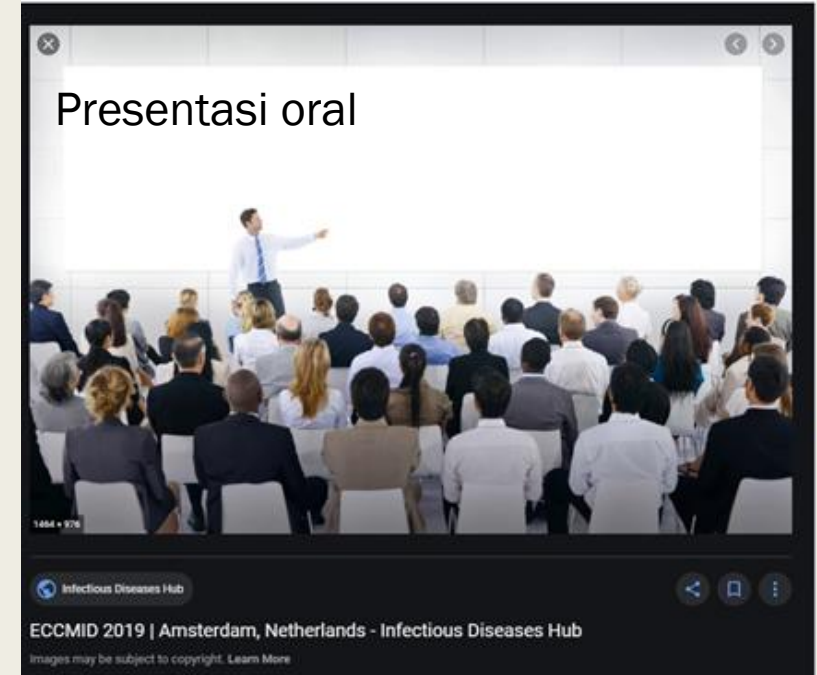 Presentasi oral
1464 × 976
Infectious Diseases Hub
ECCMID 2019 | Amsterdam, Netherlands - Infectious Diseases Hub
Images may be subject to copyright. Learn More